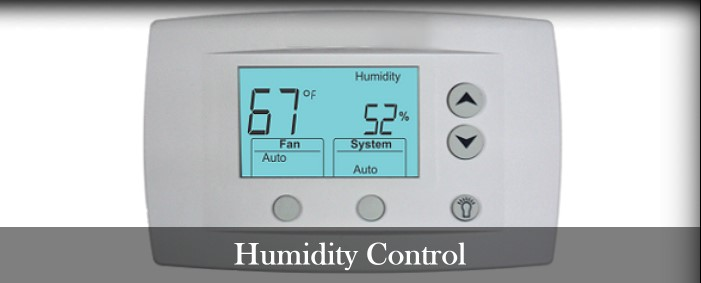 Humidity
67°F
52%
Fan
System
Auto
Auto
Humidity Control